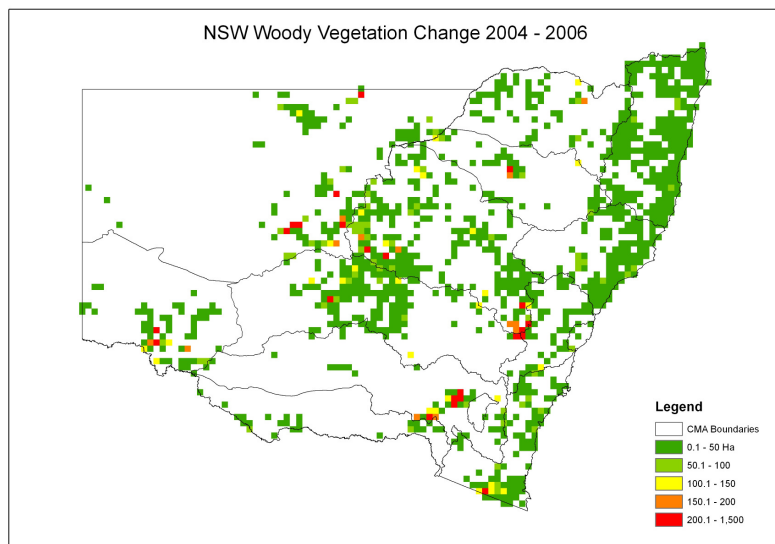 NSW Woody Vegetation Change 2004 - 2006
Legend
CMA Boundaries
0.1 - 50 Ha
50.1 - 100
100.1 - 150
150.1 - 200
200.1 - 1,500